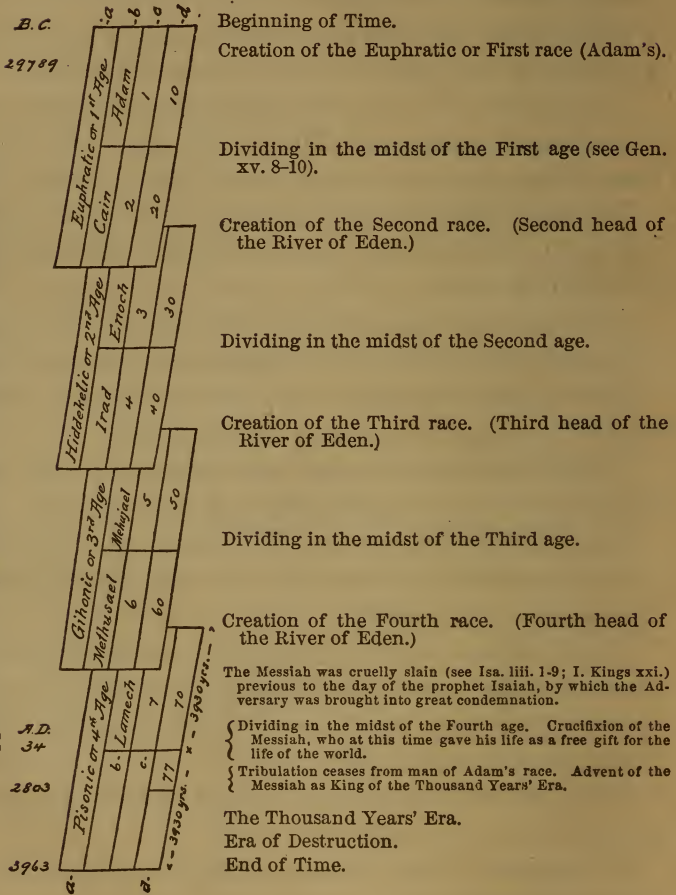 B.C.
-a -b -c -d-
Beginning of Time.
29789
Creation of the Euphratic or First race (Adam's).
Euphratic or 1st Age
Adam
1
10
Dividing in the midst of the First age (see Gen.
xv. 8-10).
Cain
2
20
Creation of the Second race. (Second head of
the River of Eden.)
Hiddekelic or 2nd Age
Enoch
3
30
Dividing in the midst of the Second age.
Irad
4
40
Creation of the Third race. (Third head of
the River of Eden.)
Gihonic or 3rd Age
Mehujael
5
50
Dividing in the midst of the Third age.
Methusael
6
60
Creation of the Fourth race. (Fourth head of
the River of Eden.)
Pisonic or 4th Age
Lamech
7
70
The Messiah was cruelly slain (see Isa. liii. 1-9; I. Kings xxi.)
previous to the day of the prophet Isaiah, by which the Ad-
versary was brought into great condemnation.
A.D.
34
b-
c-
77
<- 3930 yrs. - x - 3930 yrs. - >
Dividing in the midst of the Fourth age. Crucifixion of the
Messiah, who at this time gave his life as a free gift for the
life of the world.
2803
Tribulation ceases from man of Adam's race. Advent of the
Messiah as King of the Thousand Years' Era.
The Thousand Years' Era.
Era of Destruction.
3963
End of Time.
a-
d-